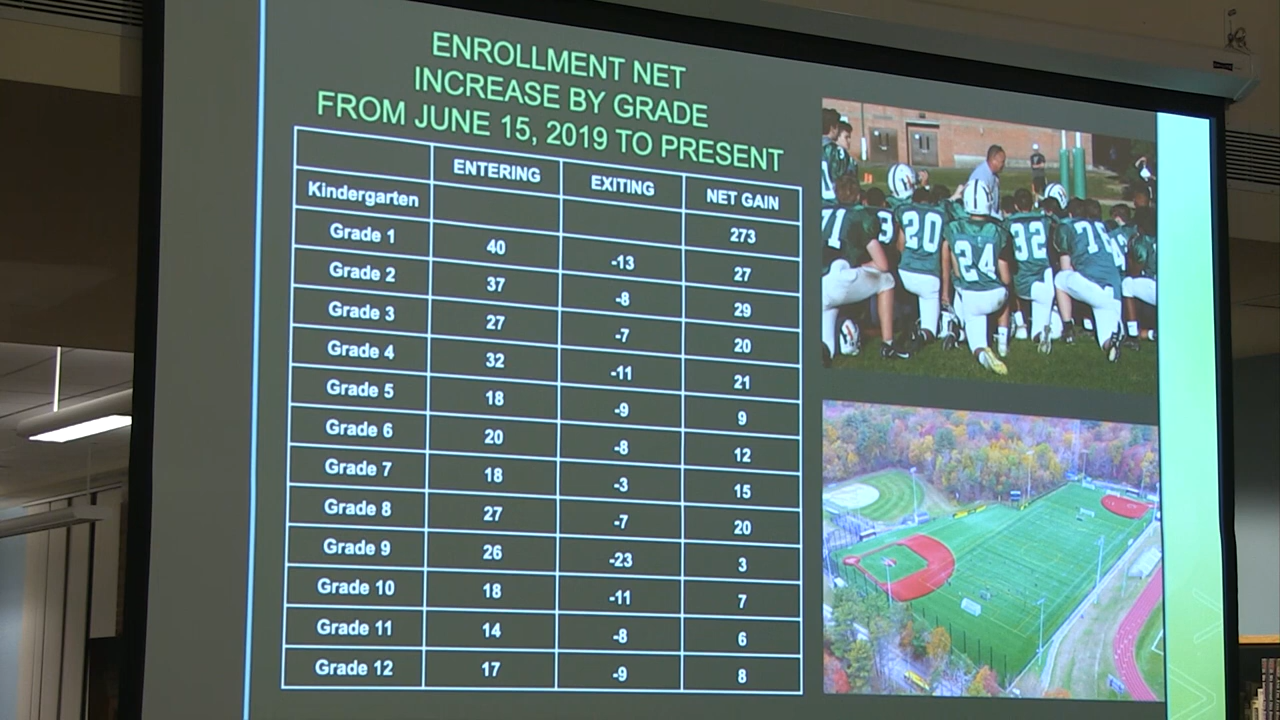 ENROLLMENT NET
INCREASE BY GRADE
FROM JUNE 15, 2019 TO PRESENT
ENTERING EXITING NET GAIN
Kindergarten 273
Grade 1 40 -13 27
Grade 2 37 -8 29
Grade 3 27 -7 20
Grade 4 32 -11 21
Grade 5 18 -9 9
Grade 6 20 -8 12
Grade 7 18 -3 15
Grade 8 27 -7 20
Grade 9 26 -23 3
Grade 10 18 -11 7
Grade 11 14 -8 6
Grade 12 17 -9 8
20
24
32